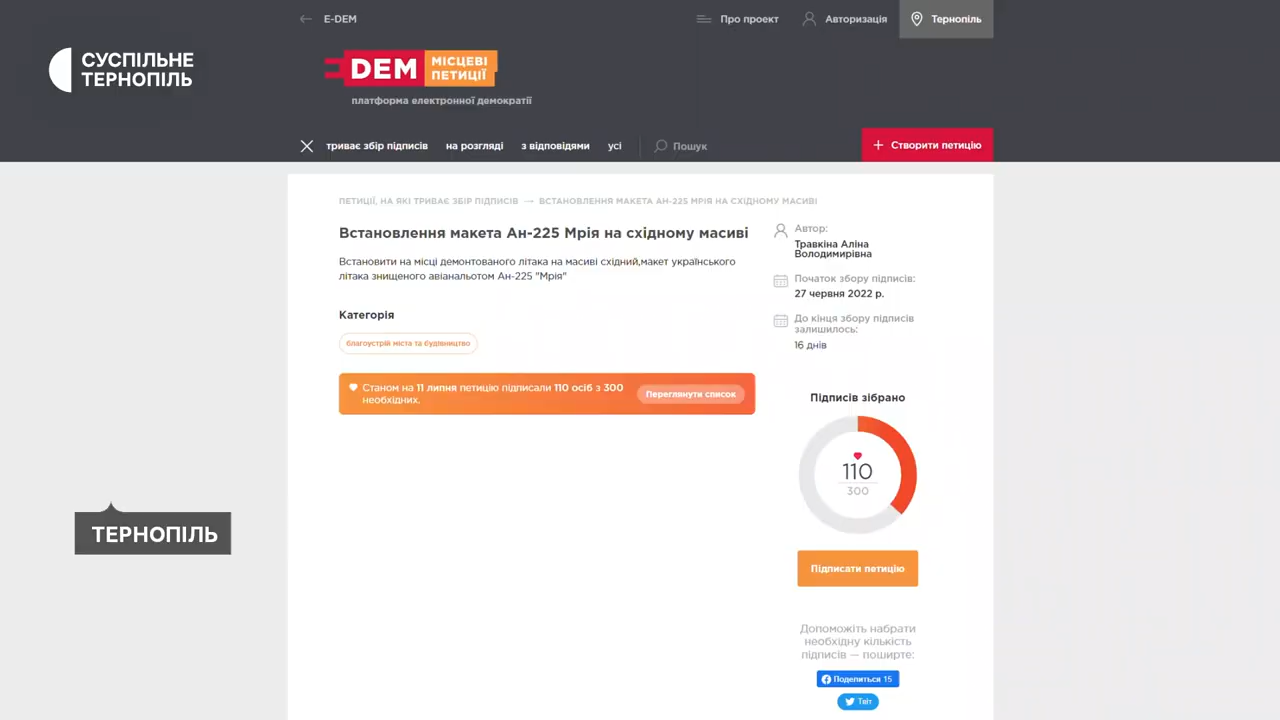 E-DEM
Про проект
Авторизація
Тернопіль
СУСПІЛЬНЕ
ТЕРНОПІЛЬ
DEM
МІСЦЕВІ
ПЕТИЦІЇ
платформа електронної демократії
триває збір підписів
на розгляді
з відповідями
усі
Пошук
+ Створити петицію
ПЕТИЦІЇ, НА ЯКІ ТРИВАЄ ЗБІР ПІДПИСІВ → ВСТАНОВЛЕННЯ МАКЕТА АН-225 МРІЯ НА СХІДНОМУ МАСИВІ
Встановлення макета Ан-225 Мрія на східному масиві
Встановити на місці демонтованого літака на масиві східний,макет українського
літака знищеного авіанальотом Ан-225 "Мрія"
Категорія
благоустрій міста та будівництво
Станом на 11 липня петицію підписали 110 осіб з 300
необхідних.
Переглянути список
Автор:
Травкіна Аліна
Володимирівна
Початок збору підписів:
27 червня 2022 р.
До кінця збору підписів
залишилось:
16 днів
Підписів зібрано
110
300
Підписати петицію
Допоможіть набрати
необхідну кількість
підписів — поширте:
Поделиться 15
Твіт
ТЕРНОПІЛЬ